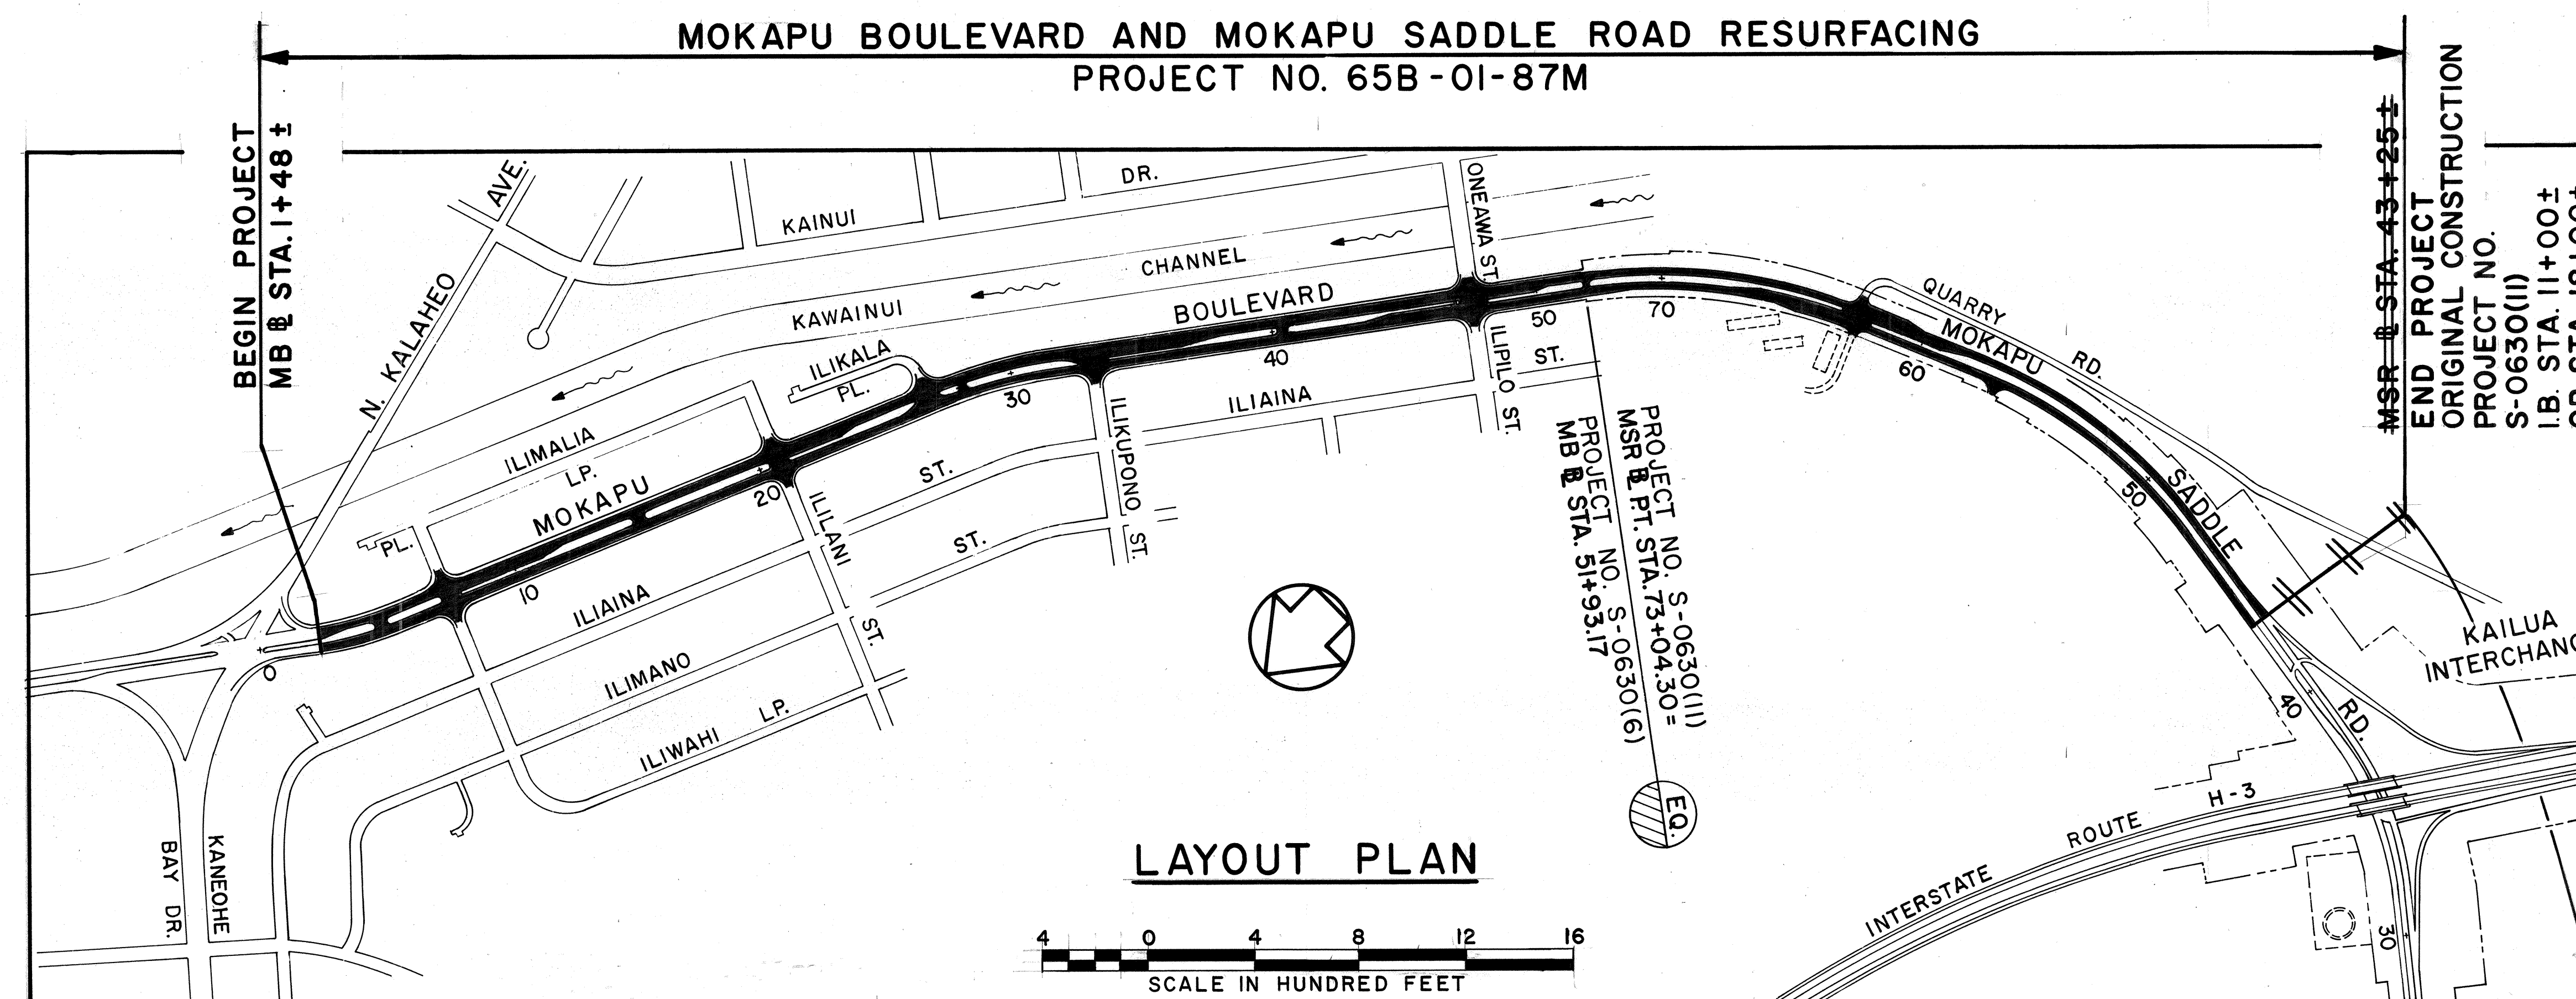 MOKAPU BOULEVARD AND MOKAPU SADDLE ROAD RESURFACING
PROJECT NO. 65B-01-87M
BEGIN PROJECT
MB ℄ STA. 1+48 ±
MSR ℄ STA. 43+25±
END PROJECT
ORIGINAL CONSTRUCTION
PROJECT NO.
S-0630(11)
I.B. STA. 11+00±
N. KALAHEO AVE.
KAINUI
DR.
KAWAINUI
CHANNEL
ONEAWA ST.
QUARRY
RD.
MOKAPU
BOULEVARD
MOKAPU
SADDLE
RD.
ILIKALA
PL.
ILIMALIA
LP.
PL.
ILIAINA
ST.
ILIPILO ST.
ILIKUPONO ST.
ILILANI
ST.
ST.
ST.
ILIAINA
ILIMANO
ILIWAHI LP.
0
10
20
30
40
50
70
60
50
40
30
PROJECT NO. S-0630(11)
MSR ℄ P.T. STA. 73+04.30=
PROJECT NO. S-0630(6)
MB ℄ STA. 51+93.17
EQ.
KAILUA
INTERCHANG
KANEOHE
BAY DR.
INTERSTATE ROUTE H-3
LAYOUT PLAN
4 0 4 8 12 16
SCALE IN HUNDRED FEET